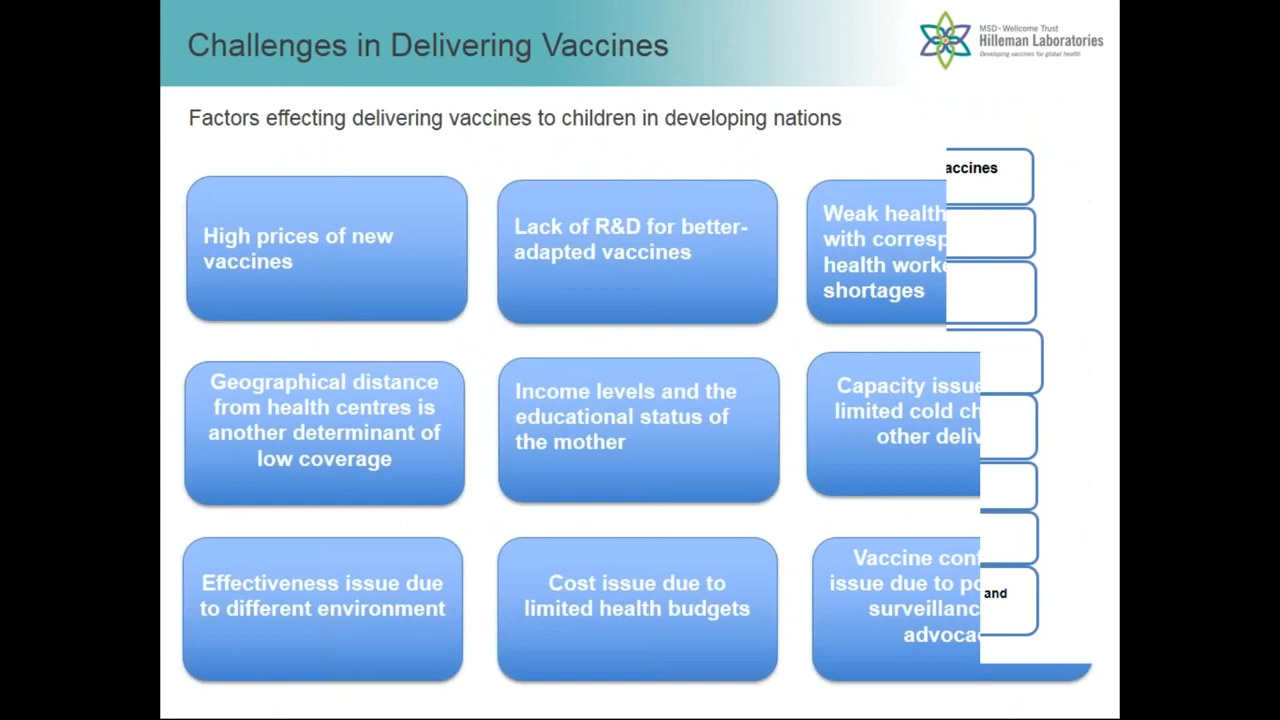 Challenges in Delivering Vaccines
MSD - Wellcome Trust
Hilleman Laboratories
Developing vaccines for global health
Factors effecting delivering vaccines to children in developing nations
High prices of new
vaccines
Lack of R&D for better-
adapted vaccines
Weak health
with corresp
health worke
shortages
accines
Geographical distance
from health centres is
another determinant of
low coverage
Income levels and the
educational status of
the mother
Capacity issue
limited cold ch
other deliv
Effectiveness issue due
to different environment
Cost issue due to
limited health budgets
Vaccine conf
issue due to po
surveillanc
advoca
and